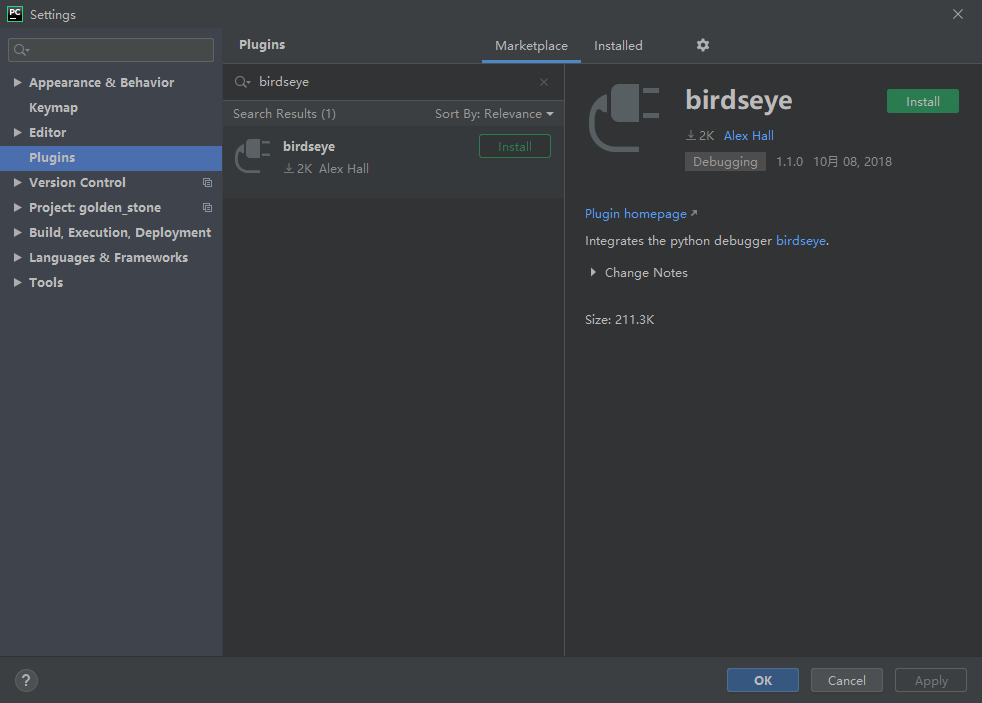 PC Settings
Plugins
Marketplace
Installed
Appearance & Behavior
Keymap
Editor
Plugins
Version Control
Project: golden_stone
Build, Execution, Deployment
Languages & Frameworks
Tools
birdseye
Search Results (1)
Sort By: Relevance
birdseye
Install
2K Alex Hall
birdseye
Install
2K Alex Hall
Debugging 1.1.0 10月 08, 2018
Plugin homepage
Integrates the python debugger birdseye.
Change Notes
Size: 211.3K
?
OK
Cancel
Apply